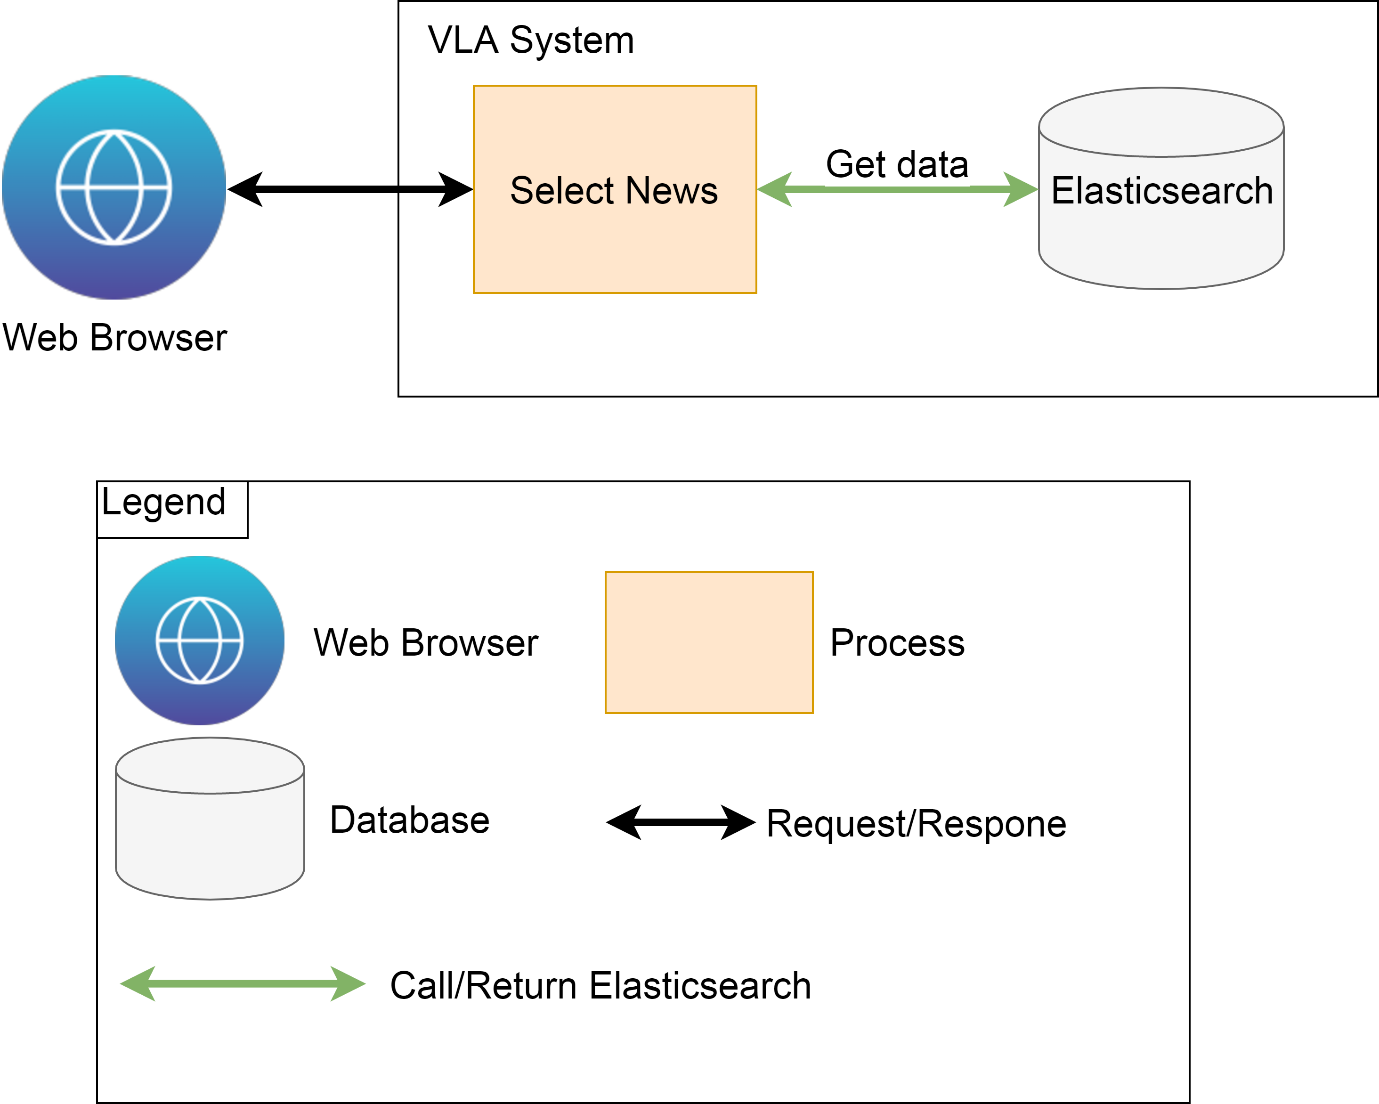 VLA System
Web Browser
Select News
Get data
Elasticsearch
Legend
Web Browser
Process
Database
Request/Respone
Call/Return Elasticsearch